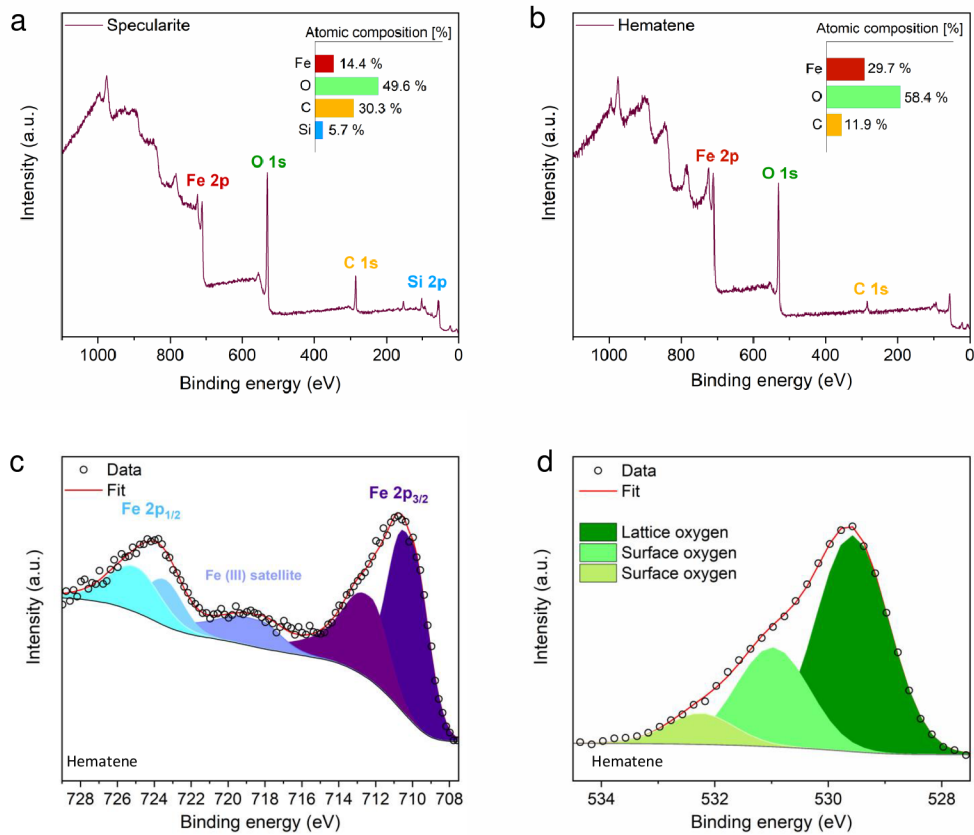 a
Specularite
Atomic composition [%]
Fe 14.4 %
O 49.6 %
C 30.3 %
Si 5.7 %
Fe 2p
O 1s
C 1s
Si 2p
Intensity (a.u.)
1000 800 600 400 200 0
Binding energy (eV)
b
Hematene
Atomic composition [%]
Fe 29.7 %
O 58.4 %
C 11.9 %
Fe 2p
O 1s
C 1s
Intensity (a.u.)
1000 800 600 400 200 0
Binding energy (eV)
c
Data
Fit
Fe 2p1/2
Fe 2p3/2
Fe (III) satellite
Intensity (a.u.)
Hematene
728 726 724 722 720 718 716 714 712 710 708
Binding energy (eV)
d
Data
Fit
Lattice oxygen
Surface oxygen
Surface oxygen
Intensity (a.u.)
Hematene
534 532 530 528
Binding energy (eV)